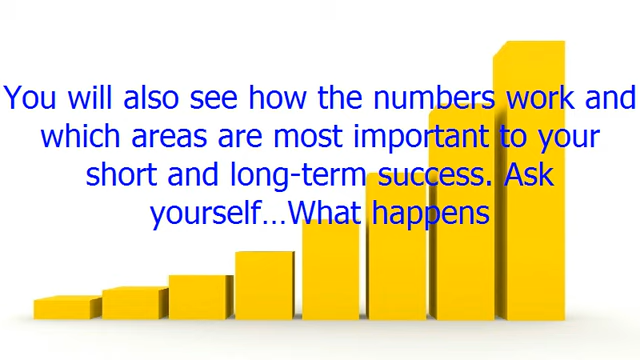 You will also see how the numbers work and
which areas are most important to your
short and long-term success. Ask
yourself…What happens